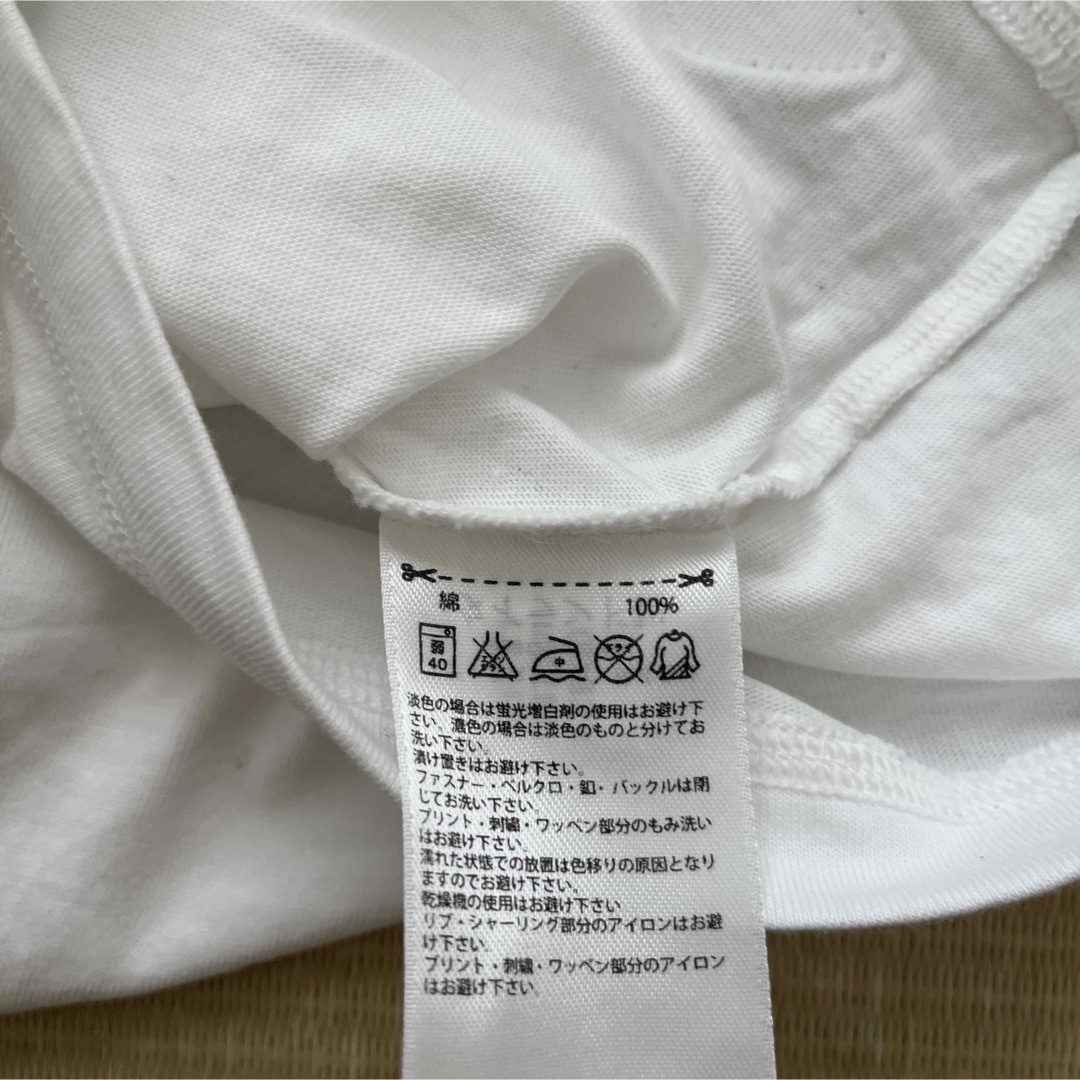 綿 100%
弱 40 エンソサラシ 中 ドライ
淡色の場合は蛍光増白剤の使用はお避け下
さい。濃色の場合は淡色のものと分けてお
洗い下さい。
漬け置きはお避け下さい。
ファスナー・ベルクロ・釦・バックルは閉
じてお洗い下さい。
プリント・刺繍・ワッペン部分のもみ洗い
はお避け下さい。
濡れた状態での放置は色移りの原因となり
ますのでお避け下さい。
乾燥機の使用はお避け下さい
リブ・シャーリング部分のアイロンはお避
け下さい。
プリント・刺繍・ワッペン部分のアイロン
はお避け下さい。